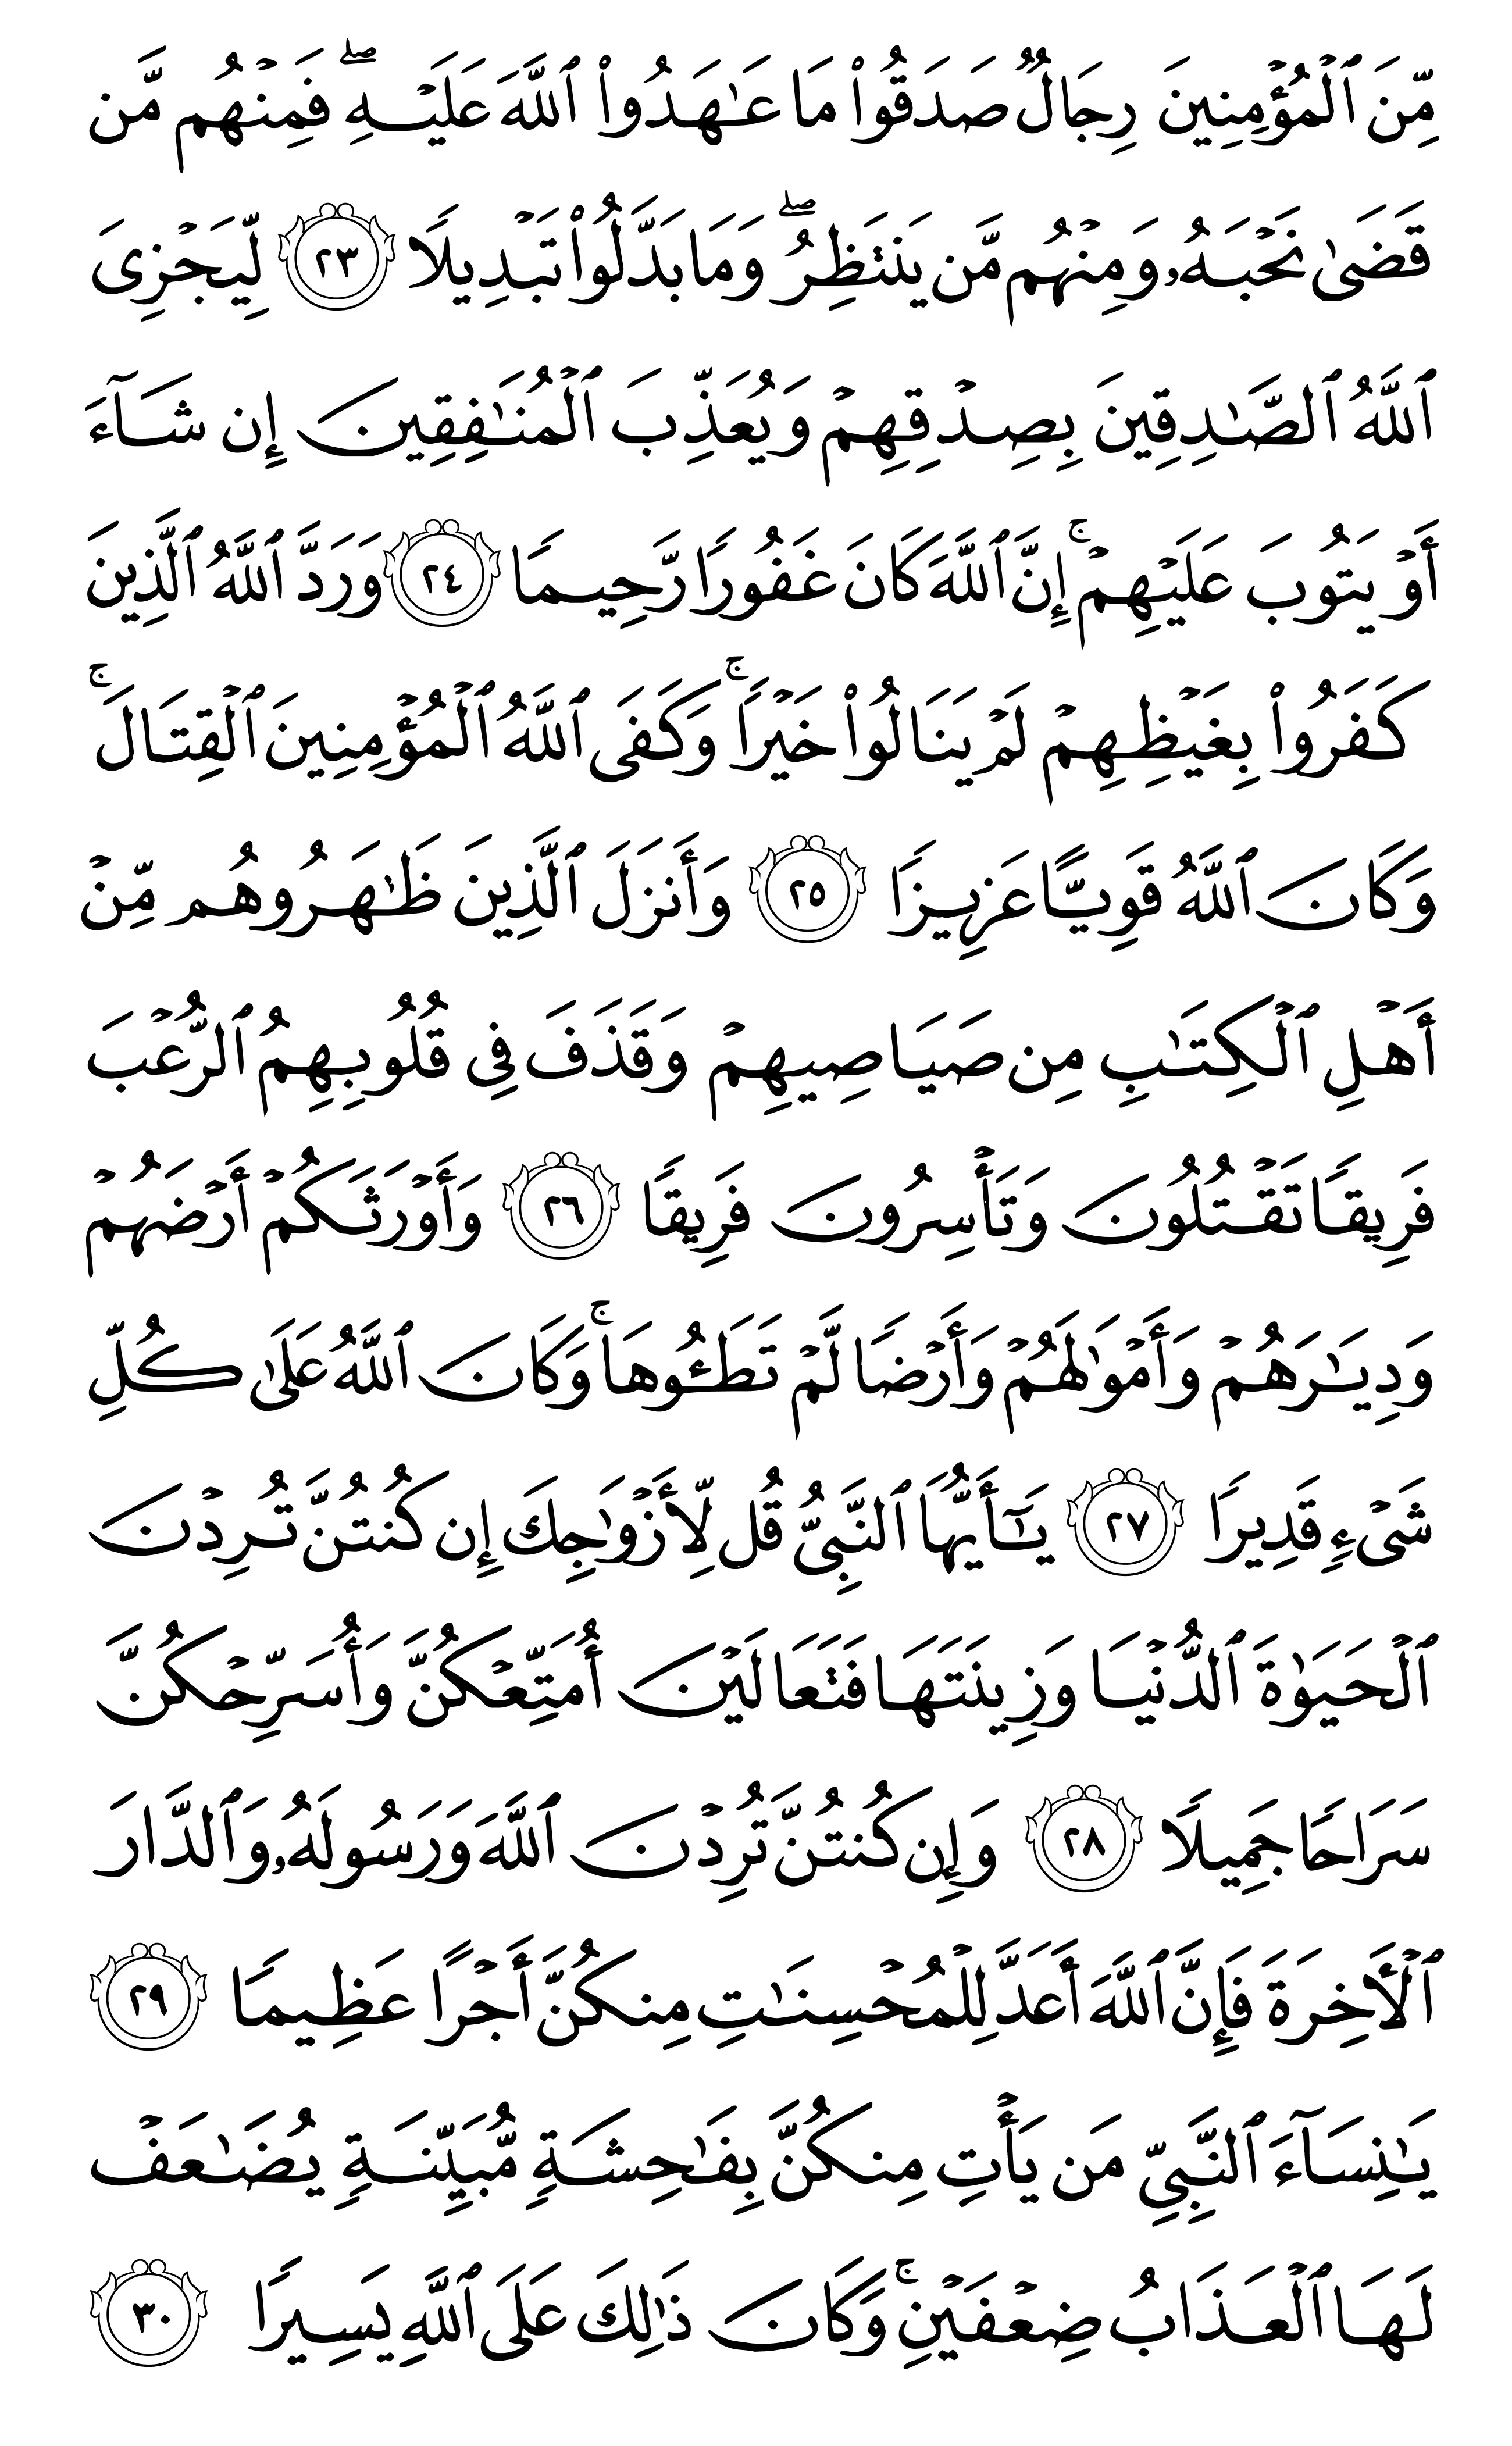 مِّنَ ٱلْمُؤْمِنِينَ رِجَالٌ صَدَقُوا۟ مَا عَـٰهَدُوا۟ ٱللَّهَ عَلَيْهِ ۖ فَمِنْهُم مَّن
قَضَىٰ نَحْبَهُۥ وَمِنْهُم مَّن يَنتَظِرُ ۖ وَمَا بَدَّلُوا۟ تَبْدِيلًا ٢٣ لِّيَجْزِىَ
ٱللَّهُ ٱلصَّـٰدِقِينَ بِصِدْقِهِمْ وَيُعَذِّبَ ٱلْمُنَـٰفِقِينَ إِن شَآءَ
أَوْ يَتُوبَ عَلَيْهِمْ ۚ إِنَّ ٱللَّهَ كَانَ غَفُورًا رَّحِيمًا ٢٤ وَرَدَّ ٱللَّهُ ٱلَّذِينَ
كَفَرُوا۟ بِغَيْظِهِمْ لَمْ يَنَالُوا۟ خَيْرًا ۚ وَكَفَى ٱللَّهُ ٱلْمُؤْمِنِينَ ٱلْقِتَالَ ۚ
وَكَانَ ٱللَّهُ قَوِيًّا عَزِيزًا ٢٥ وَأَنزَلَ ٱلَّذِينَ ظَـٰهَرُوهُم مِّنْ
أَهْلِ ٱلْكِتَـٰبِ مِن صَيَاصِيهِمْ وَقَذَفَ فِى قُلُوبِهِمُ ٱلرُّعْبَ
فَرِيقًا تَقْتُلُونَ وَتَأْسِرُونَ فَرِيقًا ٢٦ وَأَوْرَثَكُمْ أَرْضَهُمْ
وَدِيَـٰرَهُمْ وَأَمْوَٰلَهُمْ وَأَرْضًا لَّمْ تَطَـُٔوهَا ۚ وَكَانَ ٱللَّهُ عَلَىٰ كُلِّ
شَىْءٍ قَدِيرًا ٢٧ يَـٰٓأَيُّهَا ٱلنَّبِىُّ قُل لِّأَزْوَٰجِكَ إِن كُنتُنَّ تُرِدْنَ
ٱلْحَيَوٰةَ ٱلدُّنْيَا وَزِينَتَهَا فَتَعَالَيْنَ أُمَتِّعْكُنَّ وَأُسَرِّحْكُنَّ
سَرَاحًا جَمِيلًا ٢٨ وَإِن كُنتُنَّ تُرِدْنَ ٱللَّهَ وَرَسُولَهُۥ وَٱلدَّارَ
ٱلْـَٔاخِرَةَ فَإِنَّ ٱللَّهَ أَعَدَّ لِلْمُحْسِنَـٰتِ مِنكُنَّ أَجْرًا عَظِيمًا ٢٩
يَـٰنِسَآءَ ٱلنَّبِىِّ مَن يَأْتِ مِنكُنَّ بِفَـٰحِشَةٍ مُّبَيِّنَةٍ يُضَـٰعَفْ
لَهَا ٱلْعَذَابُ ضِعْفَيْنِ ۚ وَكَانَ ذَٰلِكَ عَلَى ٱللَّهِ يَسِيرًا ٣٠